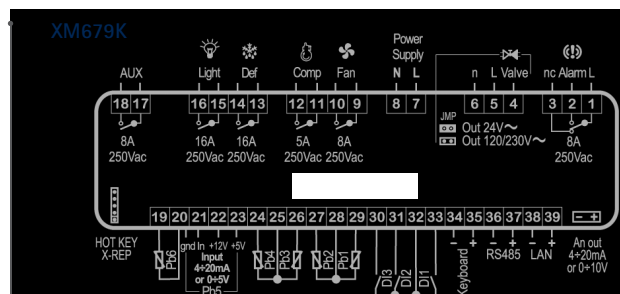 XM679K
Power
Supply
AUX Light Def Comp Fan N L n L Valve nc Alarm L
18 17 16 15 14 13 12 11 10 9 8 7 6 5 4 3 2 1
JMP
Out 24V~
Out 120/230V~
8A 16A 16A 5A 8A 8A
250Vac 250Vac 250Vac 250Vac 250Vac 250Vac
19 20 21 22 23 24 25 26 27 28 29 30 31 32 33 34 35 36 37 38 39 - +
HOT KEY
X-REP
Pb6
gnd In +12V +5V
Input
4÷20mA
or 0÷5V
Pb5
Pb4
Pb3
Pb2
Pb1
DI3
DI2
DI1
- + - + - +
Keyboard
RS485 LAN
An out
4÷20mA
or 0÷10V